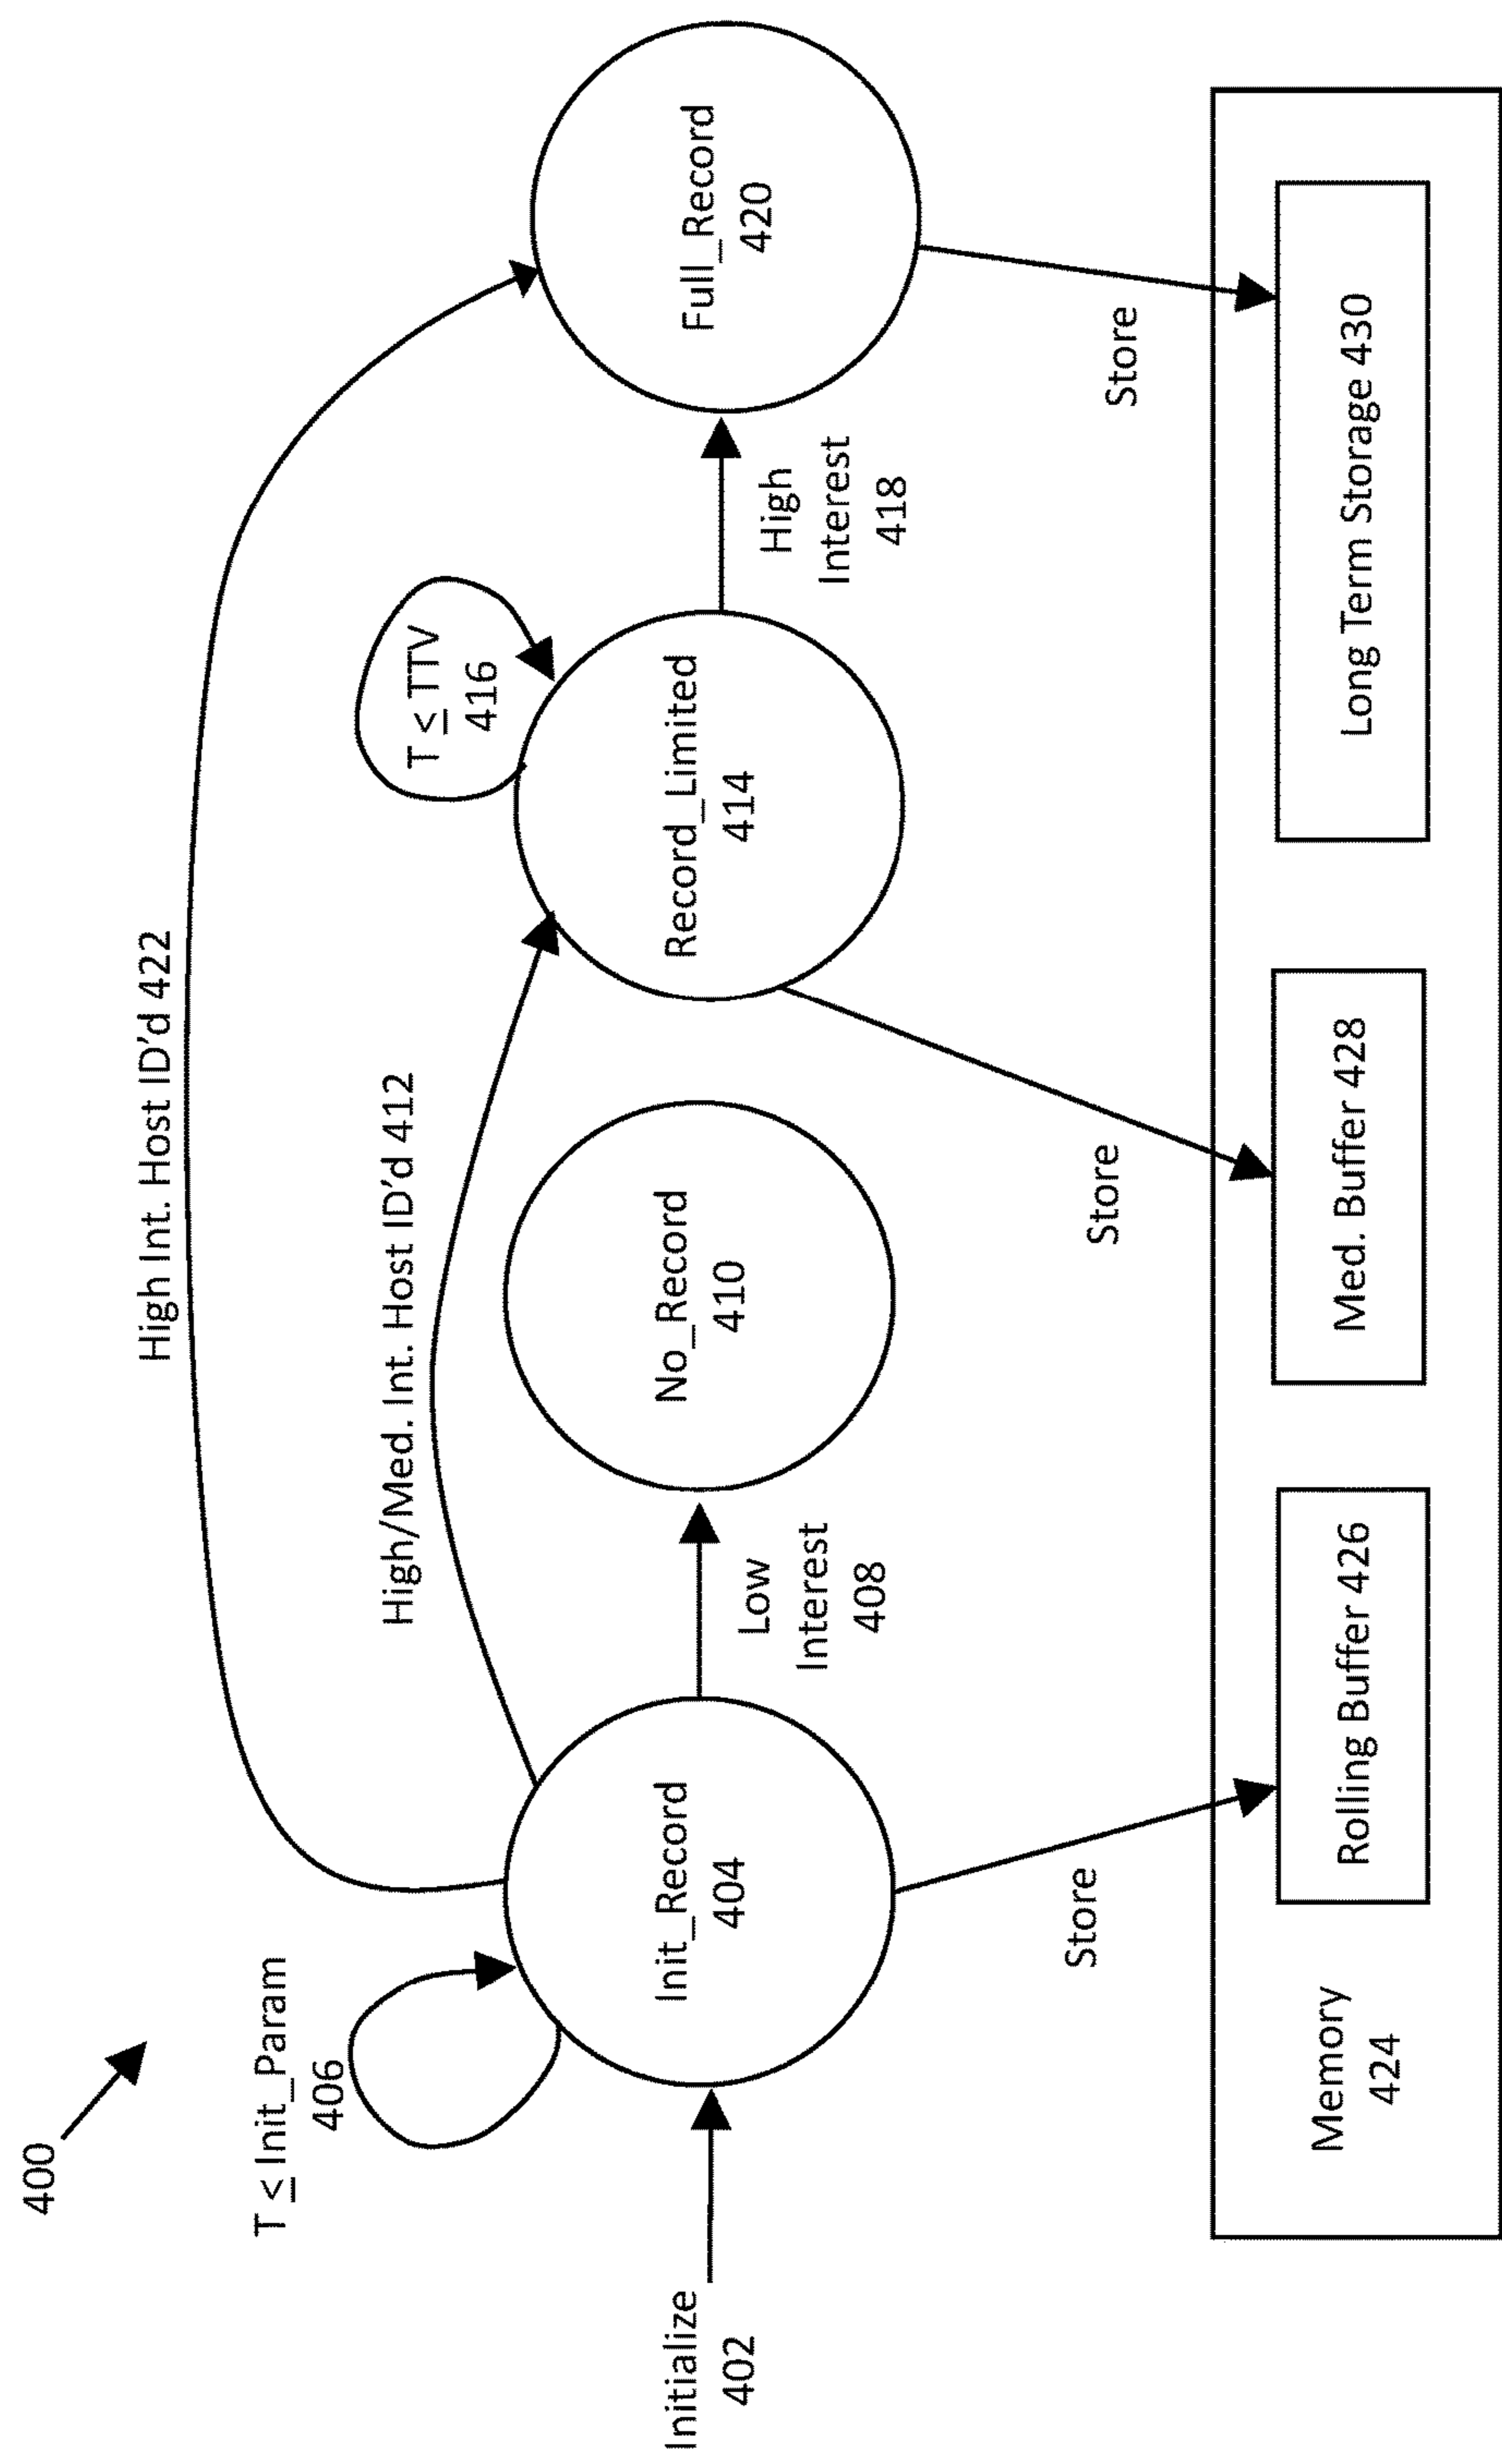 400
High Int. Host ID'd 422
T ≤ Init_Param
406
High/Med. Int. Host ID'd 412
T ≤ TTV
416
Initialize
402
Init_Record
404
Low
Interest
408
No_Record
410
Record_Limited
414
High
Interest
418
Full_Record
420
Store
Store
Store
Memory
424
Rolling Buffer 426
Med. Buffer 428
Long Term Storage 430